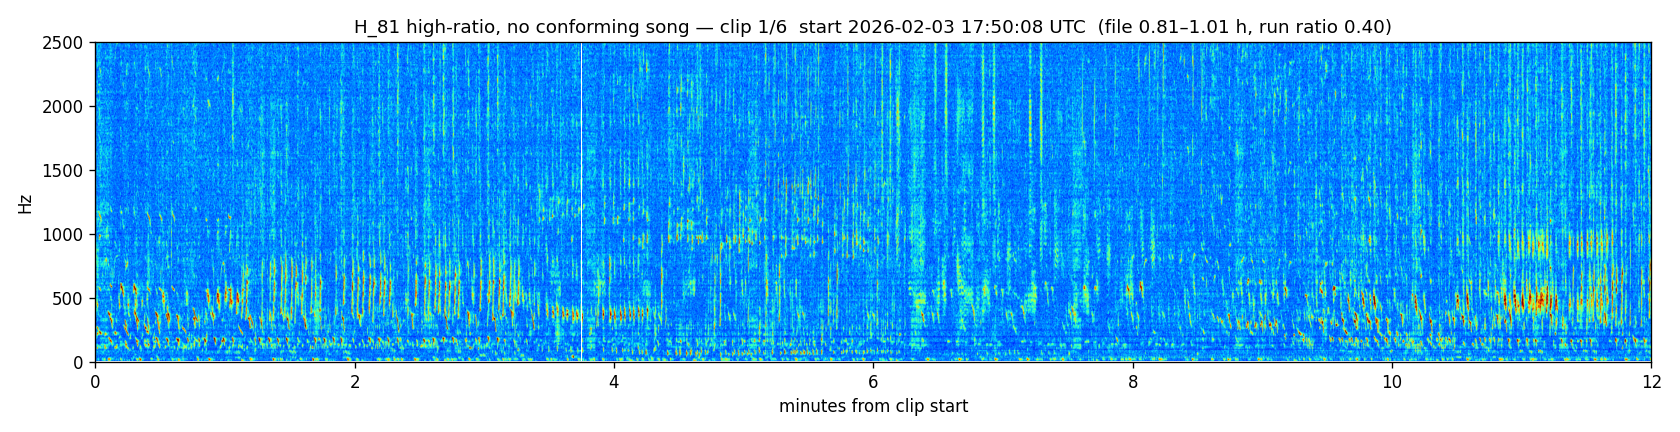 H_81 high-ratio, no conforming song — clip 1/6  start 2026-02-03 17:50:08 UTC  (file 0.81–1.01 h, run ratio 0.40)
2500
2000
1500
1000
500
0
Hz
0 2 4 6 8 10 12
minutes from clip start